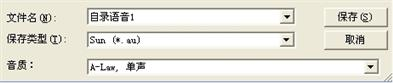 文件名(N): 自录语音1 保存(S)
保存类型(T): Sun (*.au) 取消
音质: A-Law, 单声